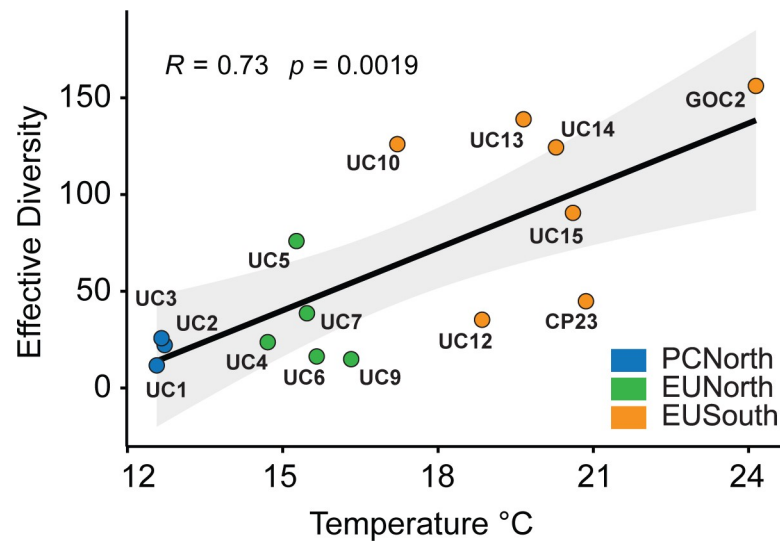 R = 0.73 p = 0.0019
Effective Diversity
150
100
50
0
GOC2
UC13
UC14
UC10
UC15
UC5
UC3
UC2
UC7
CP23
UC12
UC4
UC1
UC6
UC9
PCNorth
EUNorth
EUSouth
12
15
18
21
24
Temperature °C